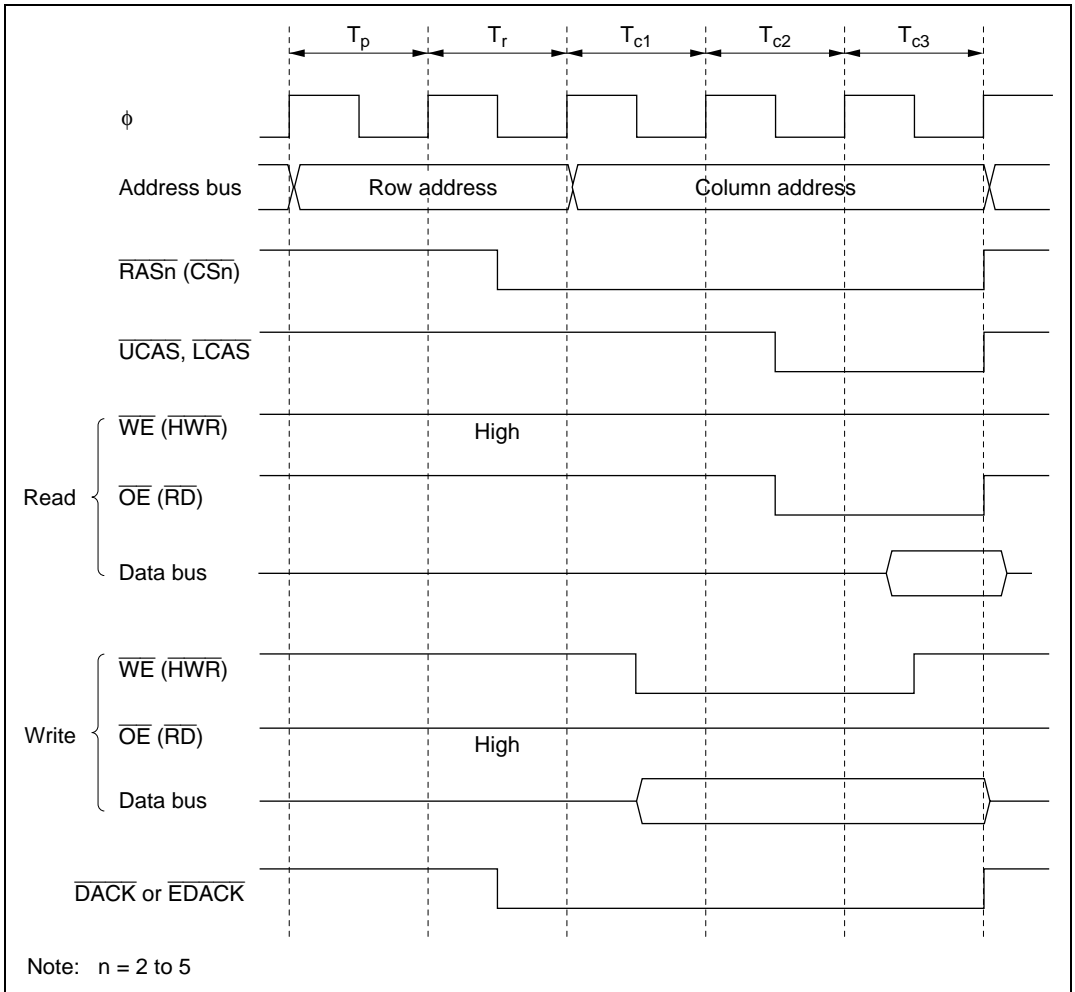 Tp Tr Tc1 Tc2 Tc3
φ
Address bus Row address Column address
RASn (CSn)
UCAS, LCAS
WE (HWR) High
Read OE (RD)
Data bus
WE (HWR)
Write OE (RD) High
Data bus
DACK or EDACK
Note: n = 2 to 5